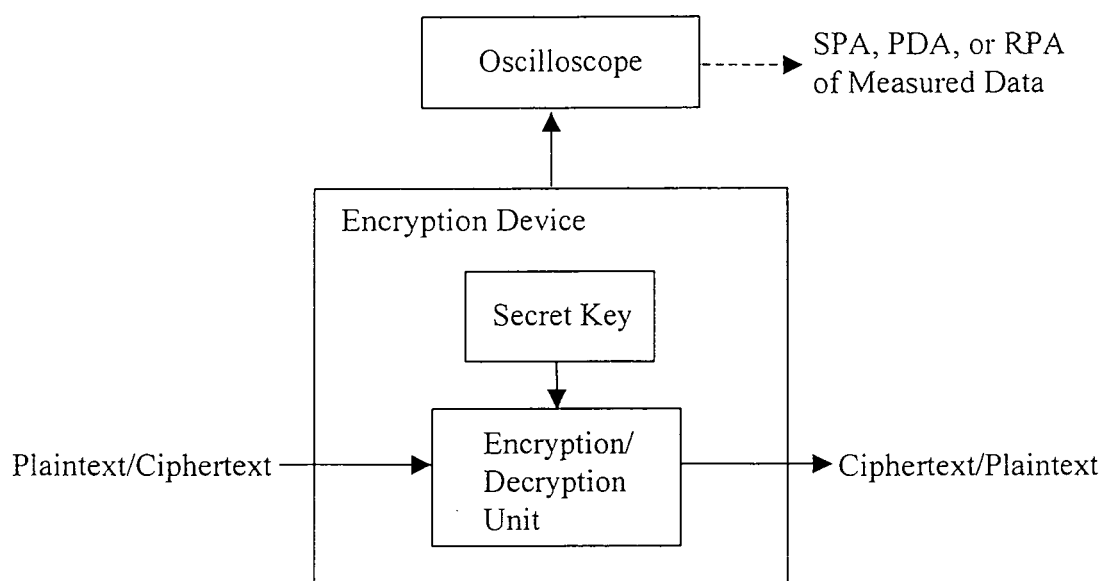 Oscilloscope
SPA, PDA, or RPA
of Measured Data
Encryption Device
Secret Key
Plaintext/Ciphertext
Encryption/
Decryption
Unit
Ciphertext/Plaintext